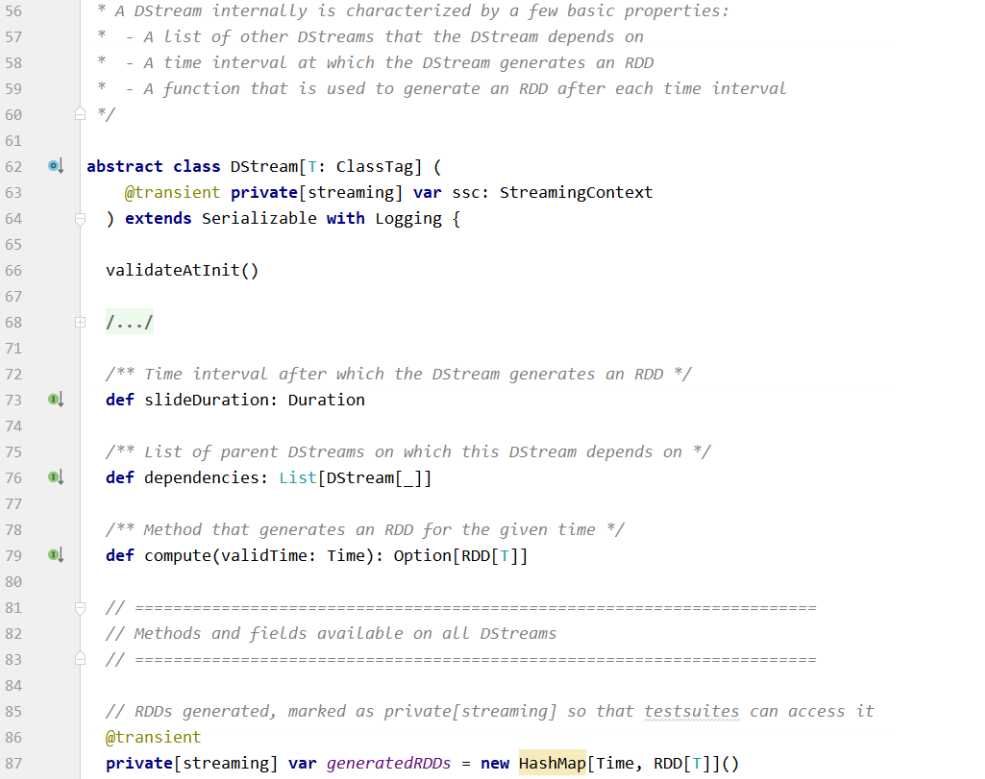 56 * A DStream internally is characterized by a few basic properties:
57 *  - A list of other DStreams that the DStream depends on
58 *  - A time interval at which the DStream generates an RDD
59 *  - A function that is used to generate an RDD after each time interval
60 */
61
62 abstract class DStream[T: ClassTag] (
63     @transient private[streaming] var ssc: StreamingContext
64   ) extends Serializable with Logging {
65
66   validateAtInit()
67
68   /.../
71
72   /** Time interval after which the DStream generates an RDD */
73   def slideDuration: Duration
74
75   /** List of parent DStreams on which this DStream depends on */
76   def dependencies: List[DStream[_]]
77
78   /** Method that generates an RDD for the given time */
79   def compute(validTime: Time): Option[RDD[T]]
80
81   // =======================================================================
82   // Methods and fields available on all DStreams
83   // =======================================================================
84
85   // RDDs generated, marked as private[streaming] so that testsuites can access it
86   @transient
87   private[streaming] var generatedRDDs = new HashMap[Time, RDD[T]]()